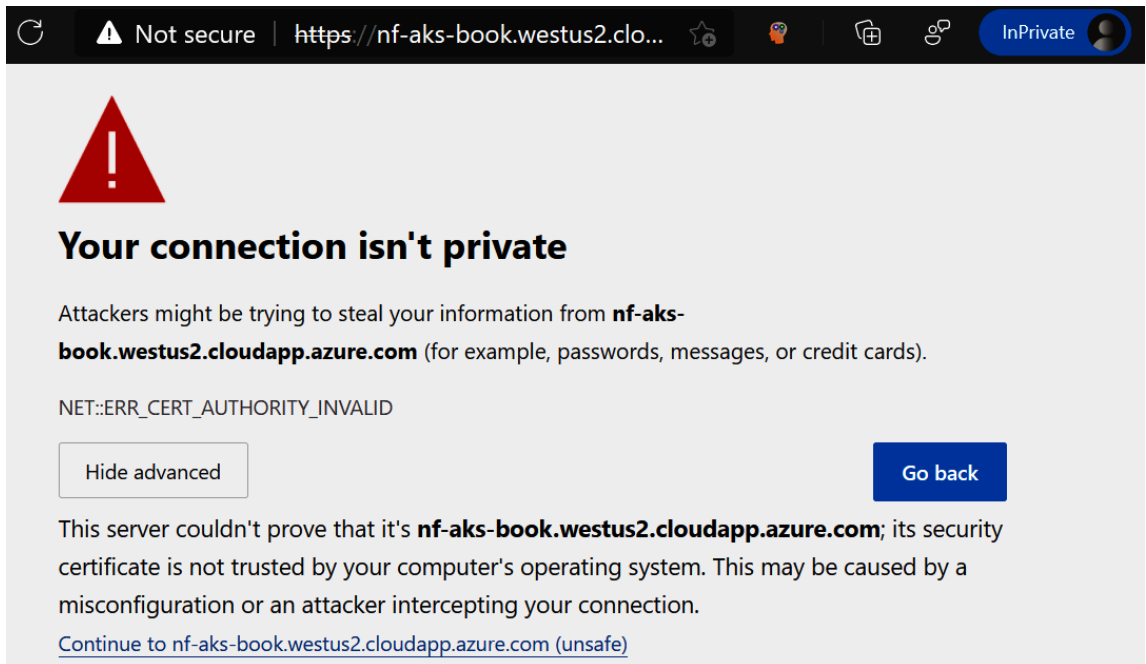 Not secure | https://nf-aks-book.westus2.clo... InPrivate
Your connection isn't private
Attackers might be trying to steal your information from nf-aks-
book.westus2.cloudapp.azure.com (for example, passwords, messages, or credit cards).
NET::ERR_CERT_AUTHORITY_INVALID
Hide advanced Go back
This server couldn't prove that it's nf-aks-book.westus2.cloudapp.azure.com; its security
certificate is not trusted by your computer's operating system. This may be caused by a
misconfiguration or an attacker intercepting your connection.
Continue to nf-aks-book.westus2.cloudapp.azure.com (unsafe)